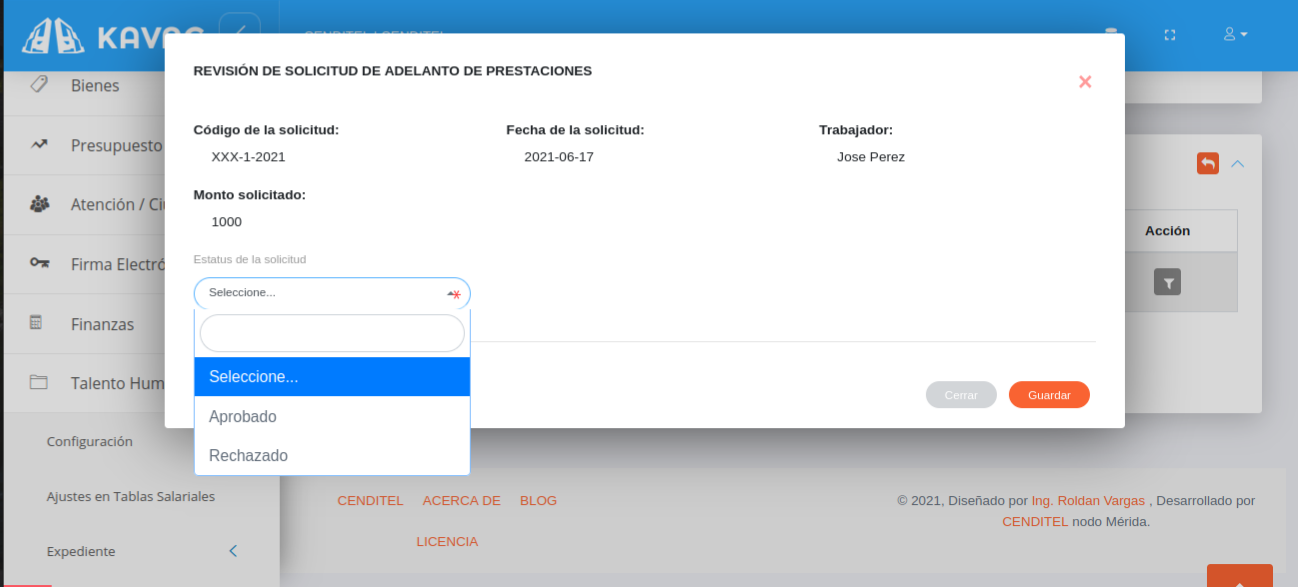 KAVAC
CENDITEL | CENDITEL
REVISIÓN DE SOLICITUD DE ADELANTO DE PRESTACIONES
Bienes
Código de la solicitud:
Fecha de la solicitud:
Trabajador:
XXX-1-2021
2021-06-17
Jose Perez
Presupuesto
Monto solicitado:
Atención / Ci
1000
Acción
Estatus de la solicitud
Firma Electró
Seleccione...
Finanzas
Seleccione...
Talento Hum
Cerrar
Guardar
Aprobado
Configuración
Rechazado
Ajustes en Tablas Salariales
CENDITEL ACERCA DE BLOG
© 2021, Diseñado por Ing. Roldan Vargas , Desarrollado por
CENDITEL nodo Mérida.
LICENCIA
Expediente